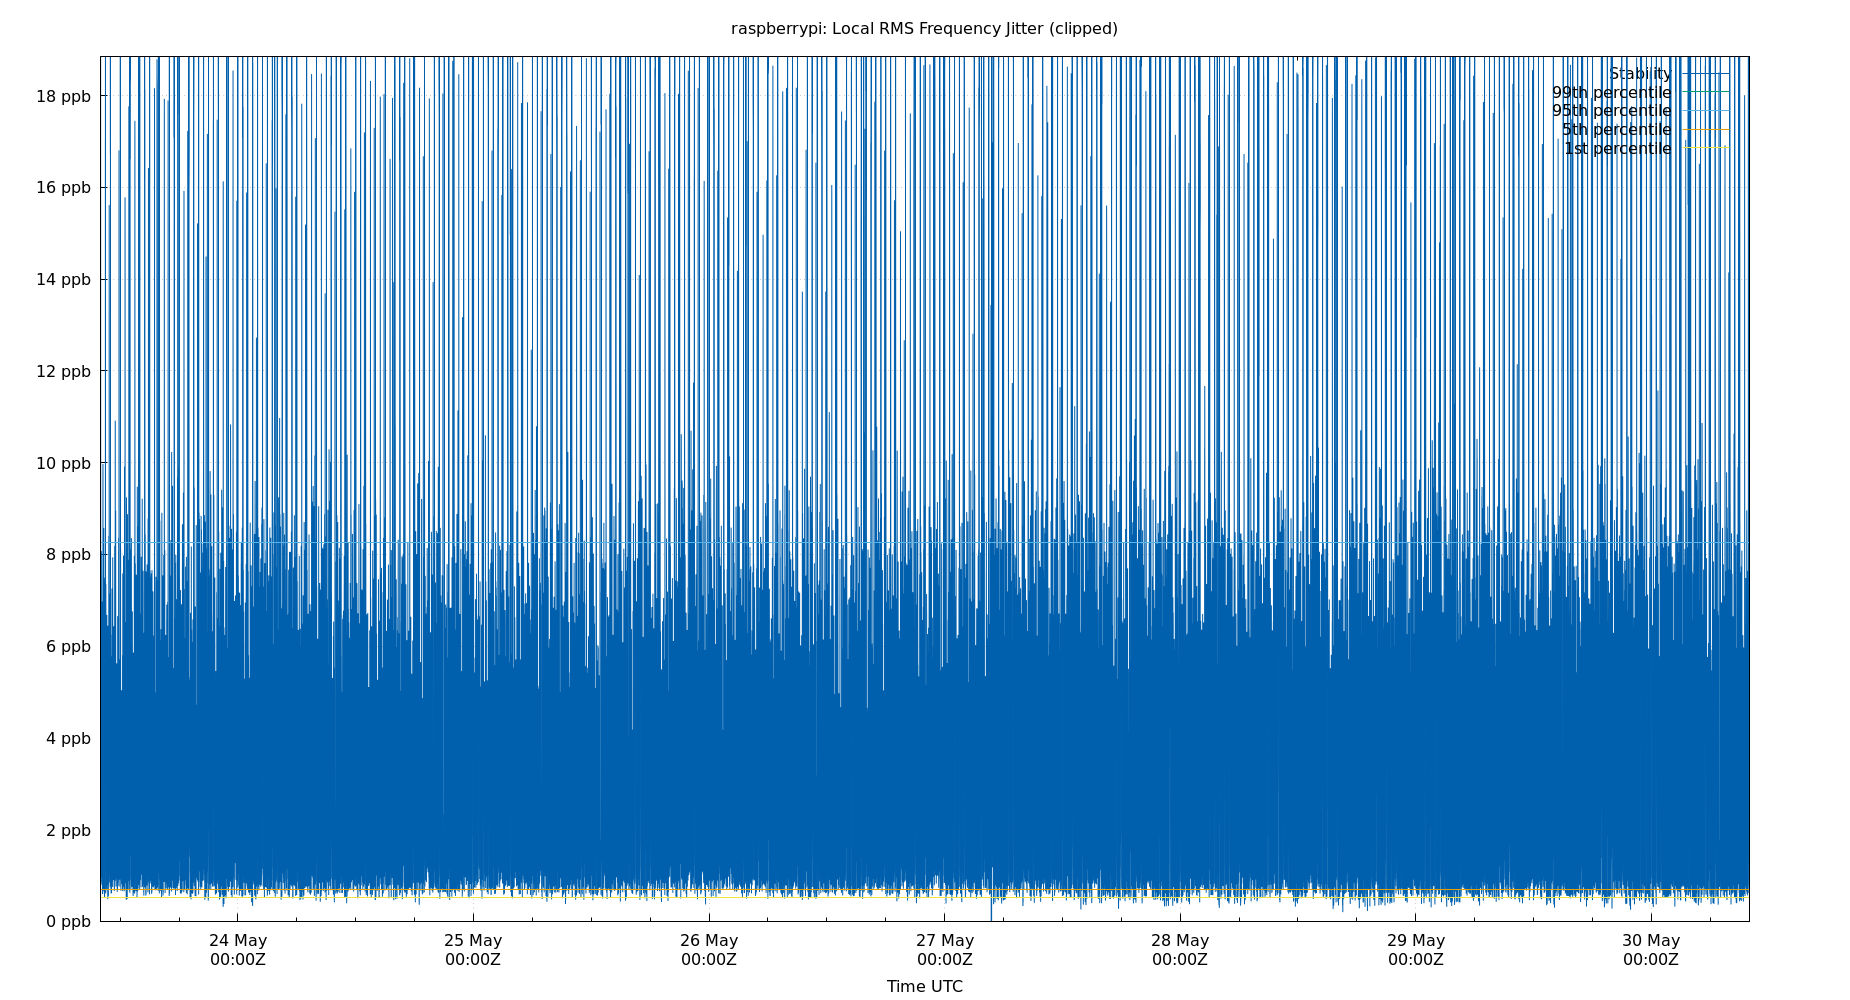 raspberrypi: Local RMS Frequency Jitter (clipped)
Stability
99th percentile
95th percentile
5th percentile
1st percentile
18 ppb
16 ppb
14 ppb
12 ppb
10 ppb
8 ppb
6 ppb
4 ppb
2 ppb
0 ppb
24 May 25 May 26 May 27 May 28 May 29 May 30 May
00:00Z 00:00Z 00:00Z 00:00Z 00:00Z 00:00Z 00:00Z
Time UTC